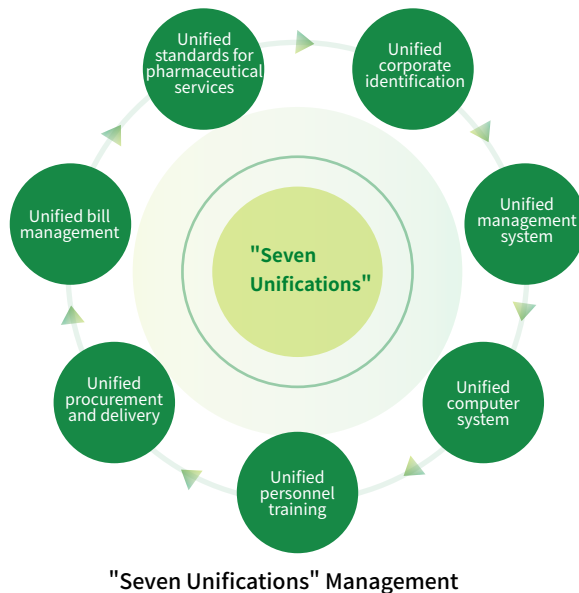 Unified
standards for
pharmaceutical
services
Unified
corporate
identification
Unified
management
system
Unified
computer
system
Unified
personnel
training
Unified
procurement
and delivery
Unified bill
management
"Seven
Unifications"
"Seven Unifications" Management